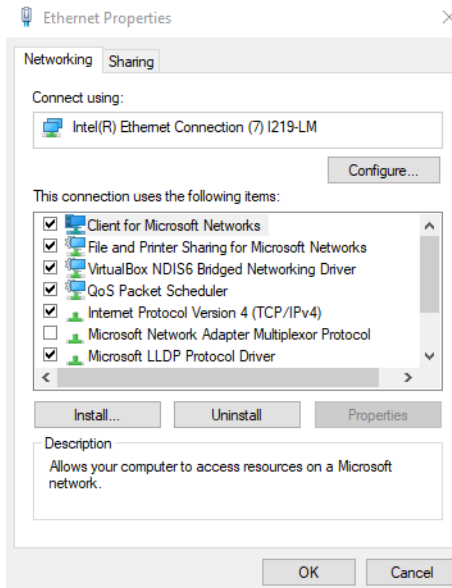 Ethernet Properties
Networking
Sharing
Connect using:
Intel(R) Ethernet Connection (7) I219-LM
Configure...
This connection uses the following items:
Client for Microsoft Networks
File and Printer Sharing for Microsoft Networks
VirtualBox NDIS6 Bridged Networking Driver
QoS Packet Scheduler
Internet Protocol Version 4 (TCP/IPv4)
Microsoft Network Adapter Multiplexor Protocol
Microsoft LLDP Protocol Driver
Install...
Uninstall
Properties
Description
Allows your computer to access resources on a Microsoft
network.
OK
Cancel